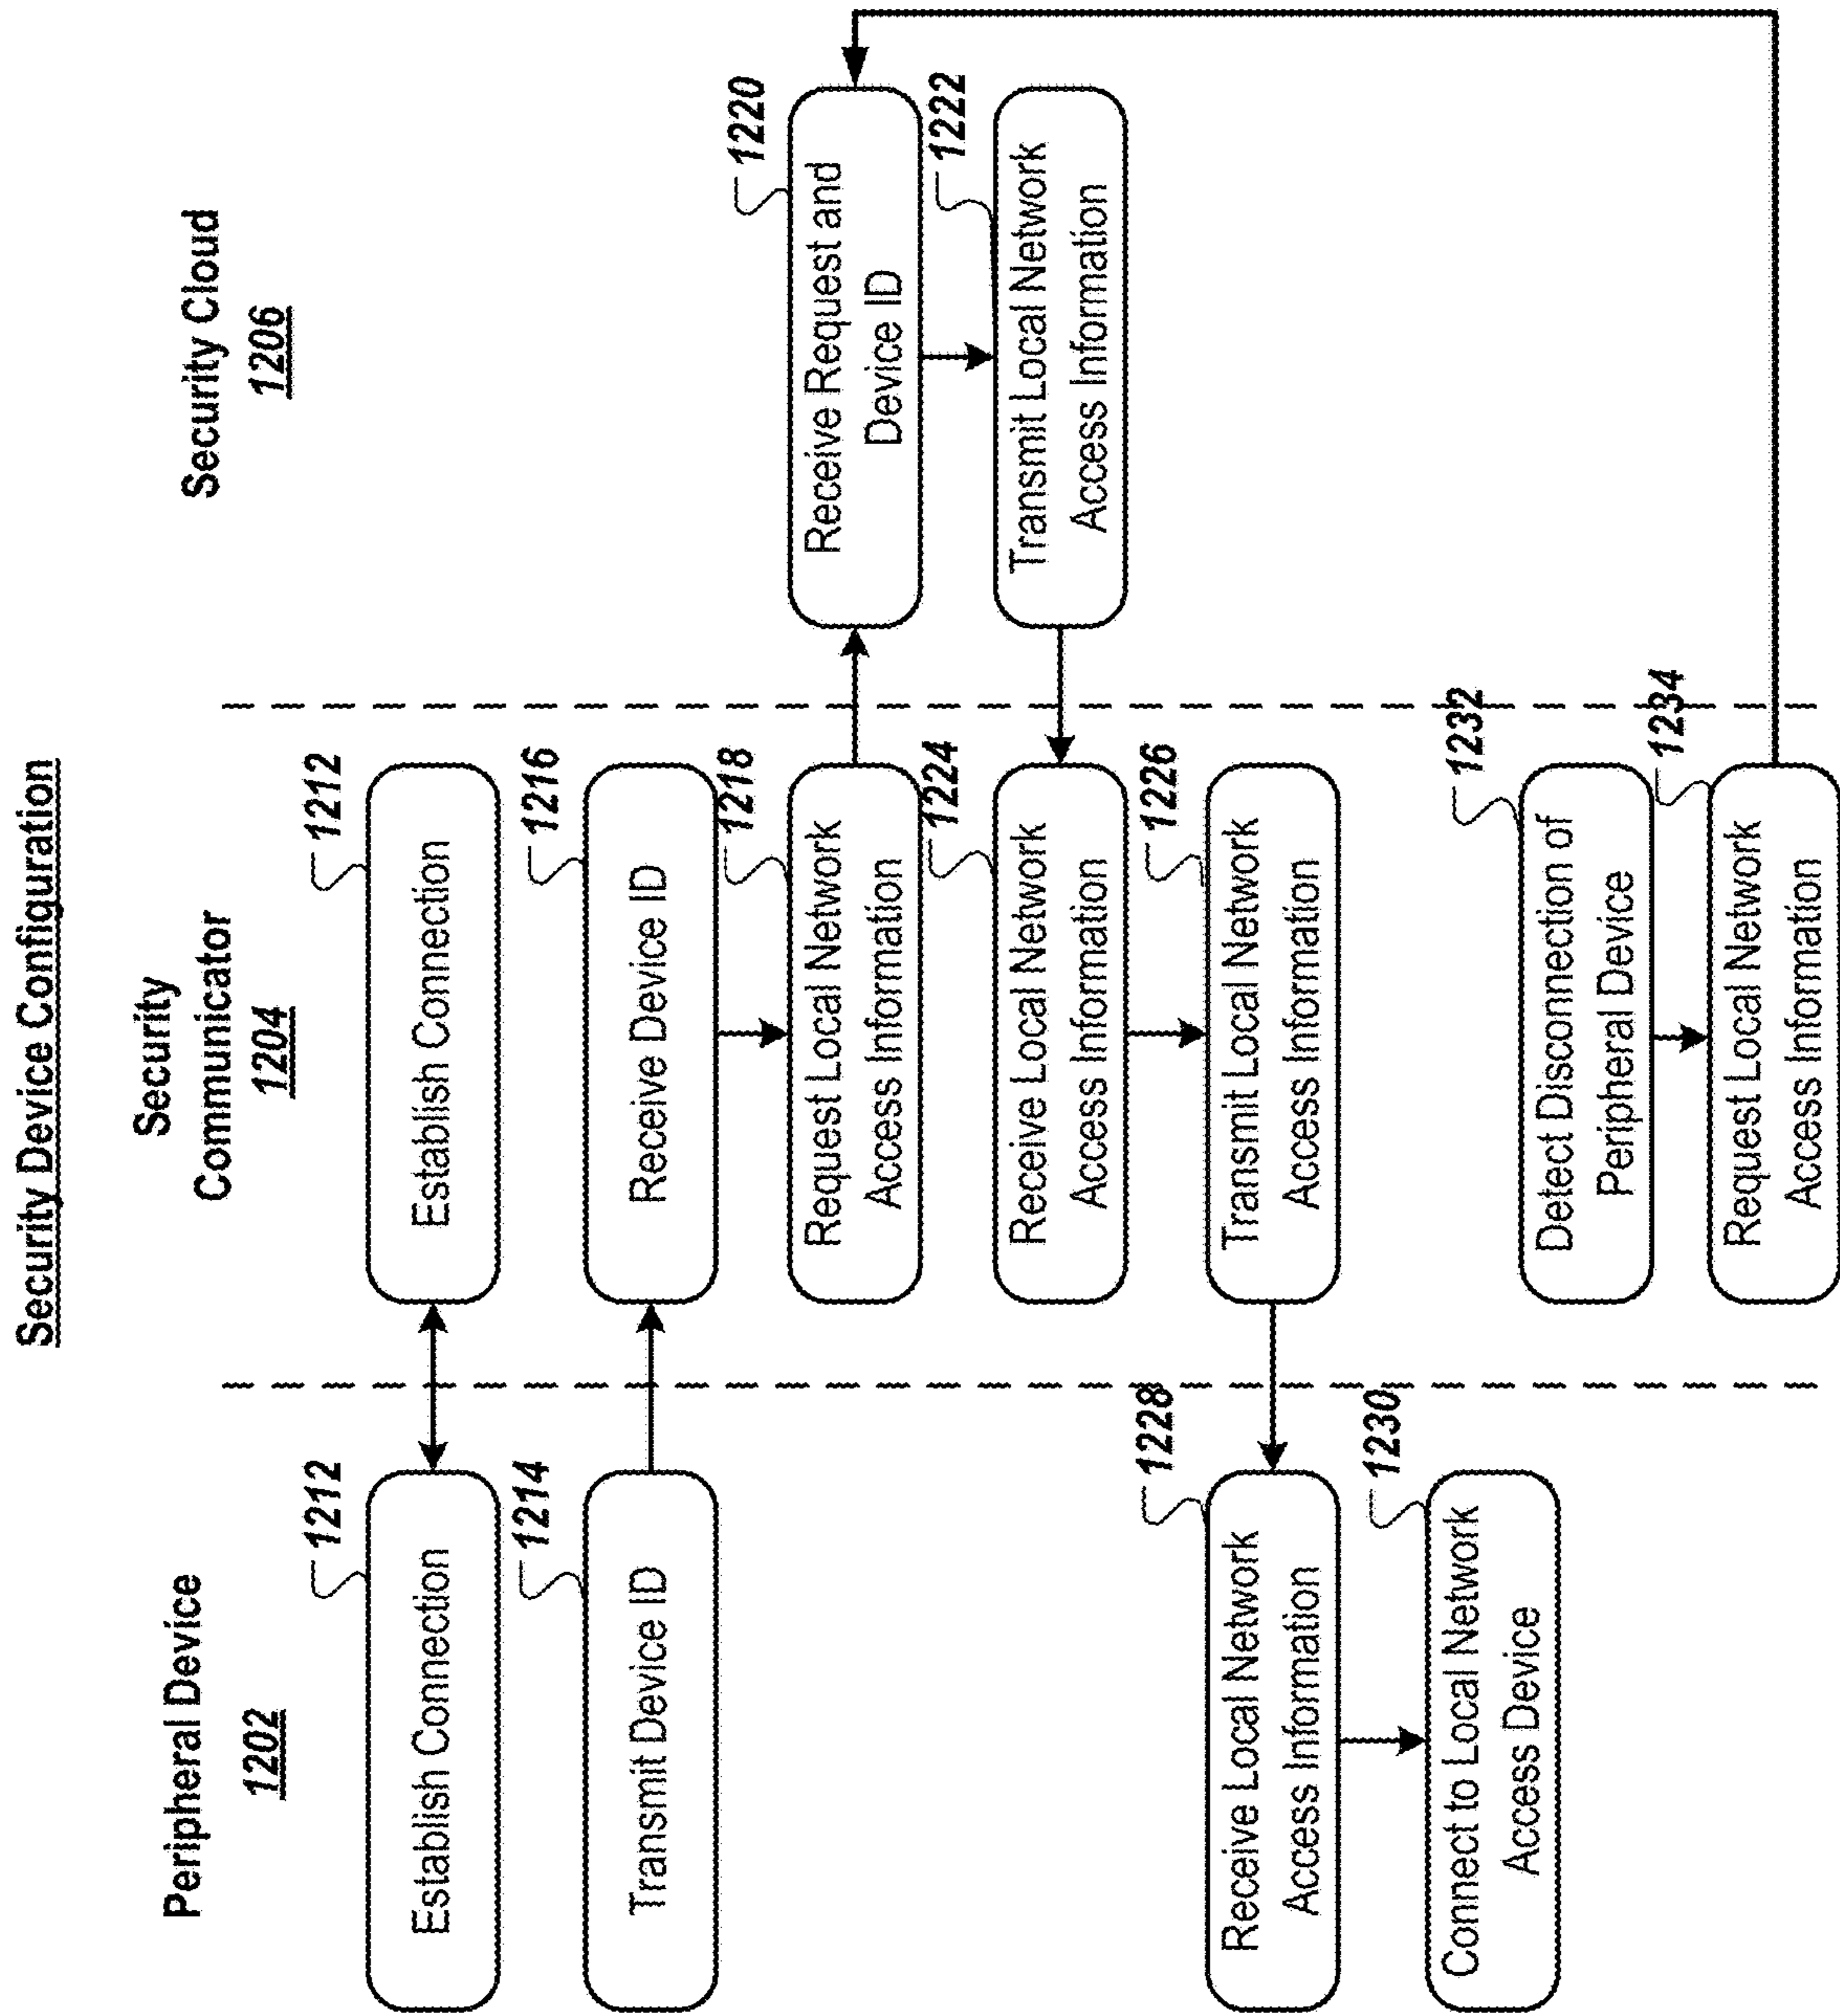 Security Device Configuration
Peripheral Device
1202
Security
Communicator
1204
Security Cloud
1206
1212
Establish Connection
1212
Establish Connection
1214
Transmit Device ID
1216
Receive Device ID
1218
Request Local Network
Access Information
1220
Receive Request and
Device ID
1222
Transmit Local Network
Access Information
1224
Receive Local Network
Access Information
1226
Transmit Local Network
Access Information
1228
Receive Local Network
Access Information
1230
Connect to Local Network
Access Device
1232
Detect Disconnection of
Peripheral Device
1234
Request Local Network
Access Information